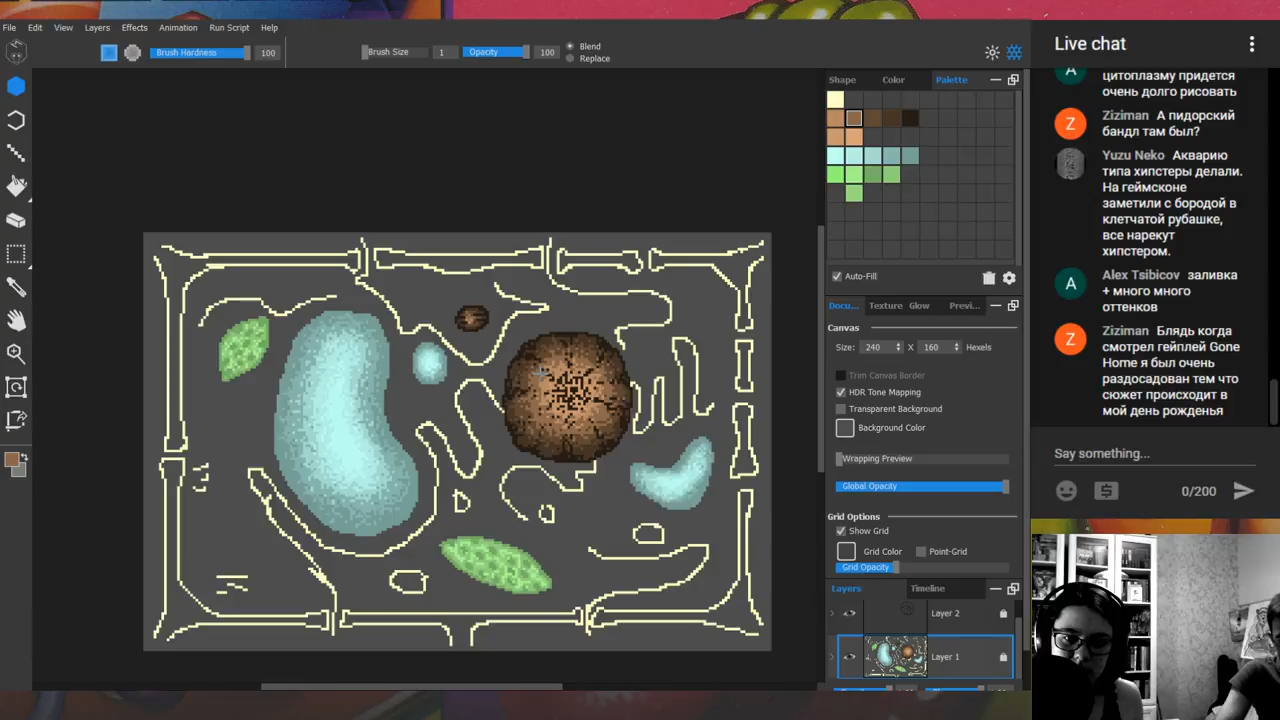 File Edit View Layers Effects Animation Run Script Help
Live chat
Brush Hardness 100 Brush Size 1 Opacity 100 Blend
Replace
Shape Color Palette
Auto-Fill
Docu... Texture Glow Previ...
Canvas
Size: 240 X 160 Hexels
Trim Canvas Border
HDR Tone Mapping
Transparent Background
Background Color
Wrapping Preview
Global Opacity
Grid Options
Show Grid
Grid Color Point-Grid
Grid Opacity
Layers Timeline
Layer 2
Layer 1
A
цитоплазму придется
очень долго рисовать
Z
Ziziman А пидорский
бандл там был?
Yuzu Neko Акварию
типа хипстеры делали.
На геймсконе
заметили с бородой в
клетчатой рубашке,
все нарекут
хипстером.
A
Alex Tsibicov заливка
+ много много
оттенков
Z
Ziziman Блядь когда
смотрел гейплей Gone
Home я был очень
раздосадован тем что
сюжет происходит в
мой день рожденья
Say something...
0/200